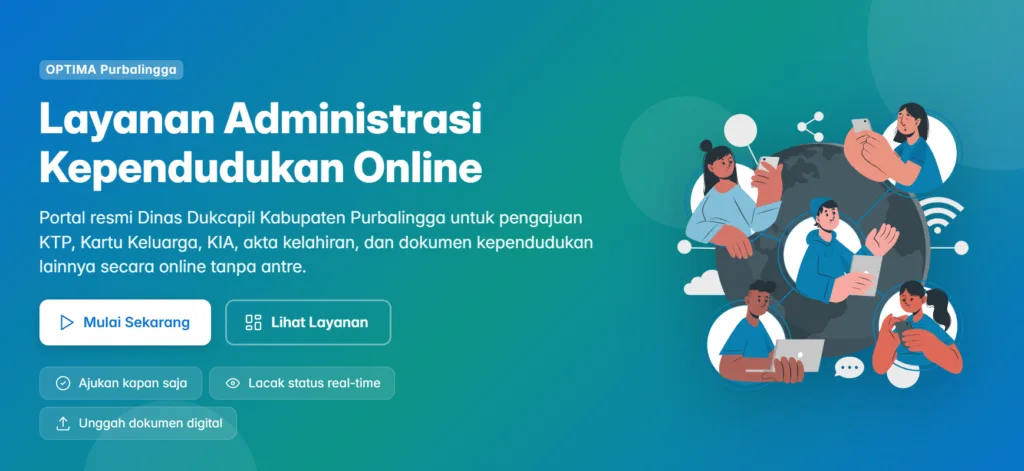 OPTIMA Purbalingga
Layanan Administrasi
Kependudukan Online
Portal resmi Dinas Dukcapil Kabupaten Purbalingga untuk pengajuan
KTP, Kartu Keluarga, KIA, akta kelahiran, dan dokumen kependudukan
lainnya secara online tanpa antre.
Mulai Sekarang
Lihat Layanan
Ajukan kapan saja
Lacak status real-time
Unggah dokumen digital